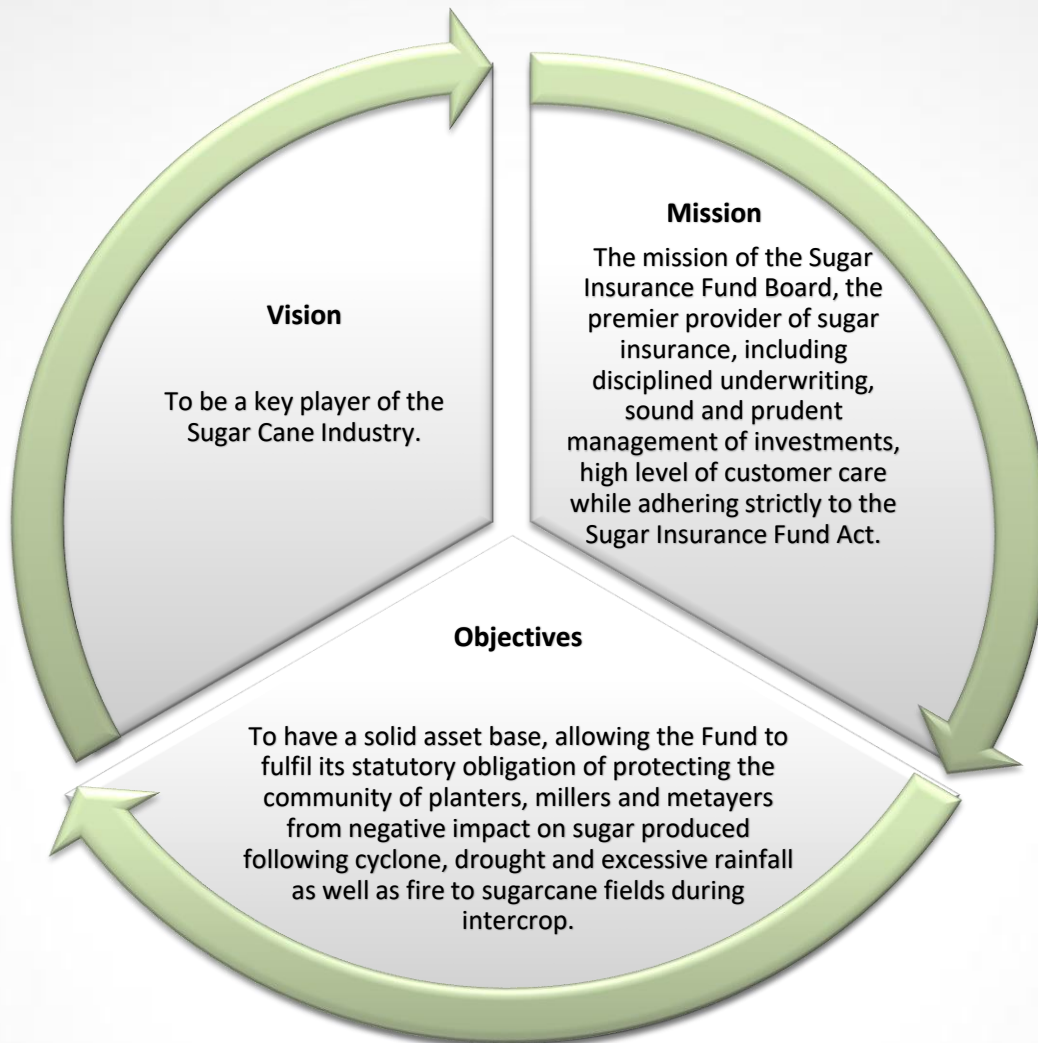 Vision
To be a key player of the
Sugar Cane Industry.
Mission
The mission of the Sugar
Insurance Fund Board, the
premier provider of sugar
insurance, including
disciplined underwriting,
sound and prudent
management of investments,
high level of customer care
while adhering strictly to the
Sugar Insurance Fund Act.
Objectives
To have a solid asset base, allowing the Fund to
fulfil its statutory obligation of protecting the
community of planters, millers and metayers
from negative impact on sugar produced
following cyclone, drought and excessive rainfall
as well as fire to sugarcane fields during
intercrop.